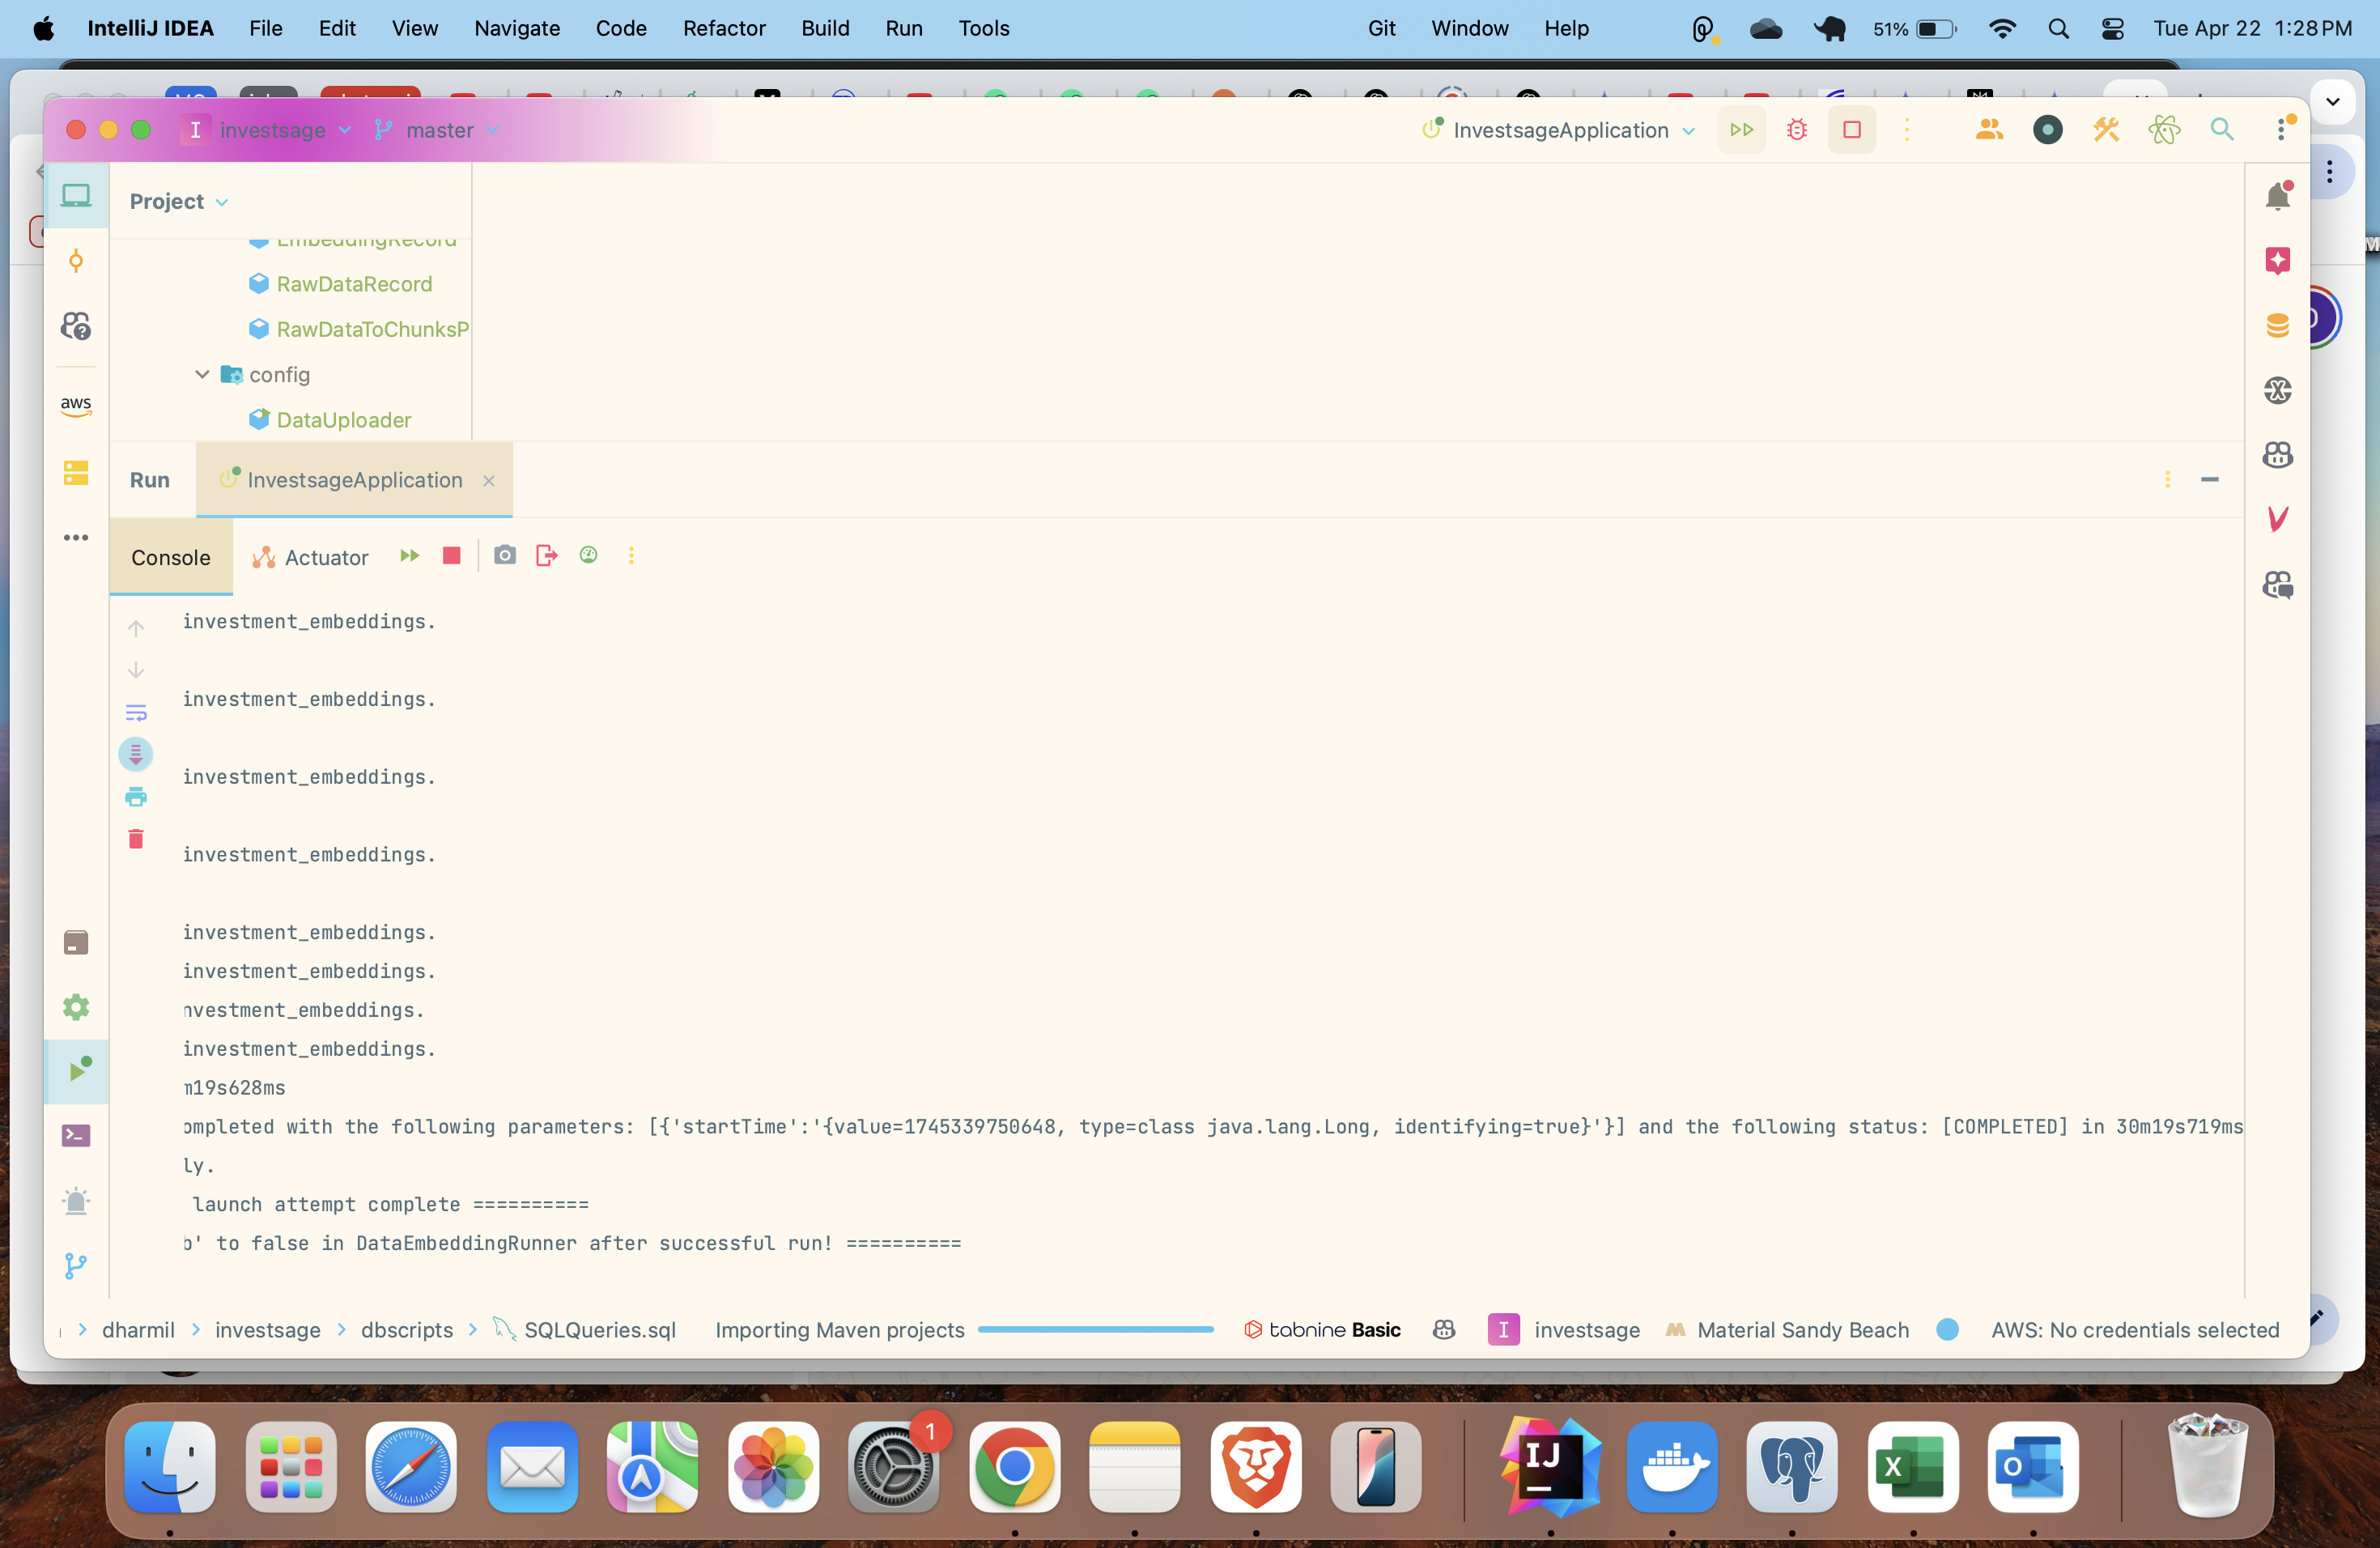 IntelliJ IDEA File Edit View Navigate Code Refactor Build Run Tools Git Window Help 51% Tue Apr 22 1:28 PM
I investsage master InvestsageApplication
Project
EmbeddingRecord
RawDataRecord
RawDataToChunksP
config
DataUploader
aws
Run InvestsageApplication
Console Actuator
investment_embeddings.
investment_embeddings.
investment_embeddings.
investment_embeddings.
investment_embeddings.
investment_embeddings.
nvestment_embeddings.
investment_embeddings.
m19s628ms
ompleted with the following parameters: [{'startTime':'{value=1745339750648, type=class java.lang.Long, identifying=true}'}] and the following status: [COMPLETED] in 30m19s719ms
ly.
launch attempt complete ==========
b' to false in DataEmbeddingRunner after successful run! ==========
dharmil investsage dbscripts SQLQueries.sql Importing Maven projects tabnine Basic I investsage Material Sandy Beach AWS: No credentials selected
1
IJ
X
O